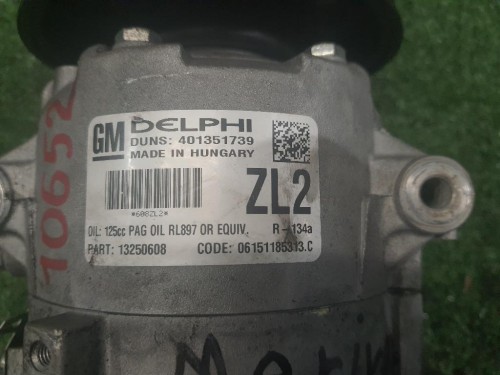 GM DELPHI
DUNS: 401351739
MADE IN HUNGARY
*608ZL2*
ZL2
OIL: 125cc PAG OIL RL897 OR EQUIV. R-134a
PART: 13250608 CODE: 06151185313.C
10652